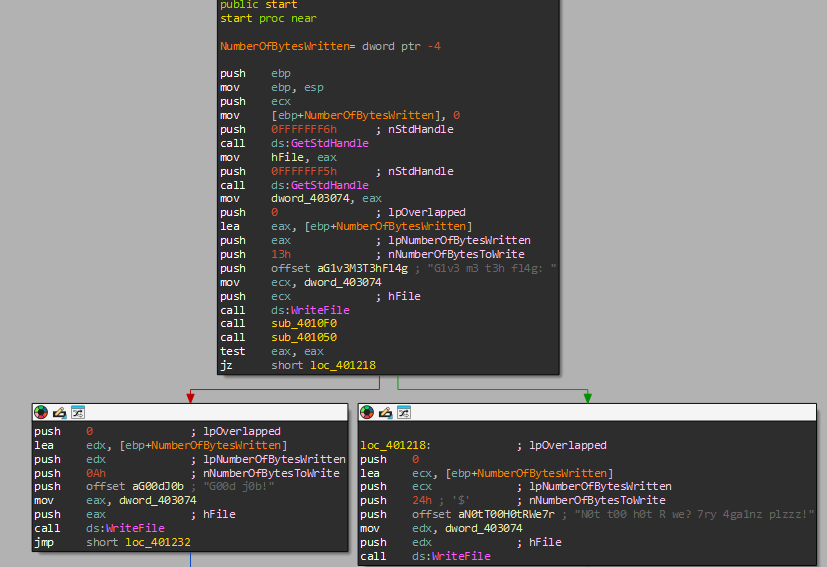 public start
start proc near
NumberOfBytesWritten= dword ptr -4
push ebp
mov ebp, esp
push ecx
mov [ebp+NumberOfBytesWritten], 0
push 0FFFFFFF6h ; nStdHandle
call ds:GetStdHandle
mov hFile, eax
push 0FFFFFFF5h ; nStdHandle
call ds:GetStdHandle
mov dword_403074, eax
push 0 ; lpOverlapped
lea eax, [ebp+NumberOfBytesWritten]
push eax ; lpNumberOfBytesWritten
push 13h ; nNumberOfBytesToWrite
push offset aG1v3M3T3hFl4g ; "G1v3 m3 t3h fl4g: "
mov ecx, dword_403074
push ecx ; hFile
call ds:WriteFile
call sub_4010F0
call sub_401050
test eax, eax
jz short loc_401218
push 0 ; lpOverlapped
lea edx, [ebp+NumberOfBytesWritten]
push edx ; lpNumberOfBytesWritten
push 0Ah ; nNumberOfBytesToWrite
push offset aG00dJ0b ; "G00d j0b!"
mov eax, dword_403074
push eax ; hFile
call ds:WriteFile
jmp short loc_401232
loc_401218: ; lpOverlapped
push 0
lea ecx, [ebp+NumberOfBytesWritten]
push ecx ; lpNumberOfBytesWritten
push 24h ; '$' ; nNumberOfBytesToWrite
push offset aN0tT00H0tRWe7r ; "N0t t00 h0t R we? 7ry 4ga1nz plzzz!"
mov edx, dword_403074
push edx ; hFile
call ds:WriteFile